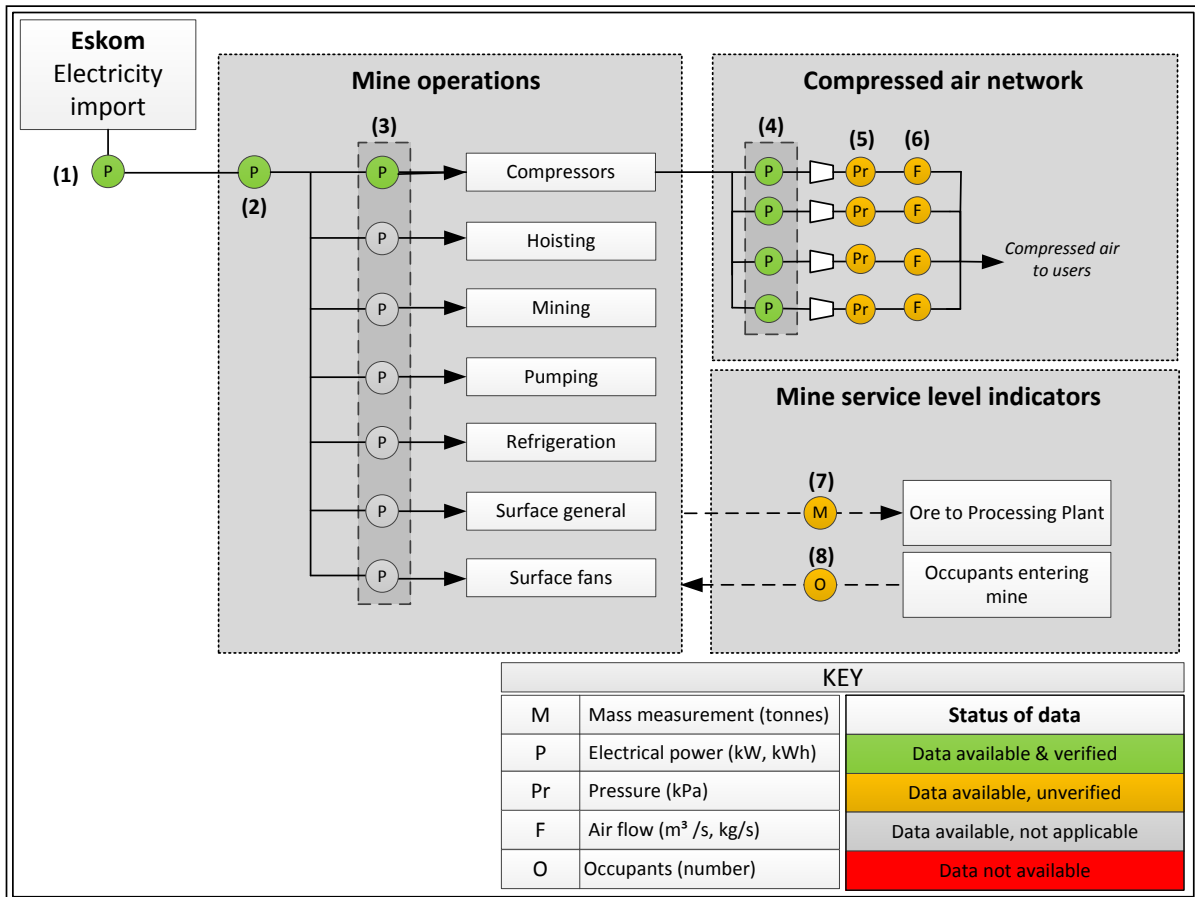 Eskom
Electricity
import
(1)
P
P
(2)
Mine operations
(3)
P
Compressors
P
Hoisting
P
Mining
P
Pumping
P
Refrigeration
P
Surface general
P
Surface fans
Compressed air network
(4)
(5)
(6)
P
Pr
F
P
Pr
F
P
Pr
F
P
Pr
F
Compressed air
to users
Mine service level indicators
(7)
M
Ore to Processing Plant
(8)
O
Occupants entering
mine
KEY
M
Mass measurement (tonnes)
P
Electrical power (kW, kWh)
Pr
Pressure (kPa)
F
Air flow (m³ /s, kg/s)
O
Occupants (number)
Status of data
Data available & verified
Data available, unverified
Data available, not applicable
Data not available